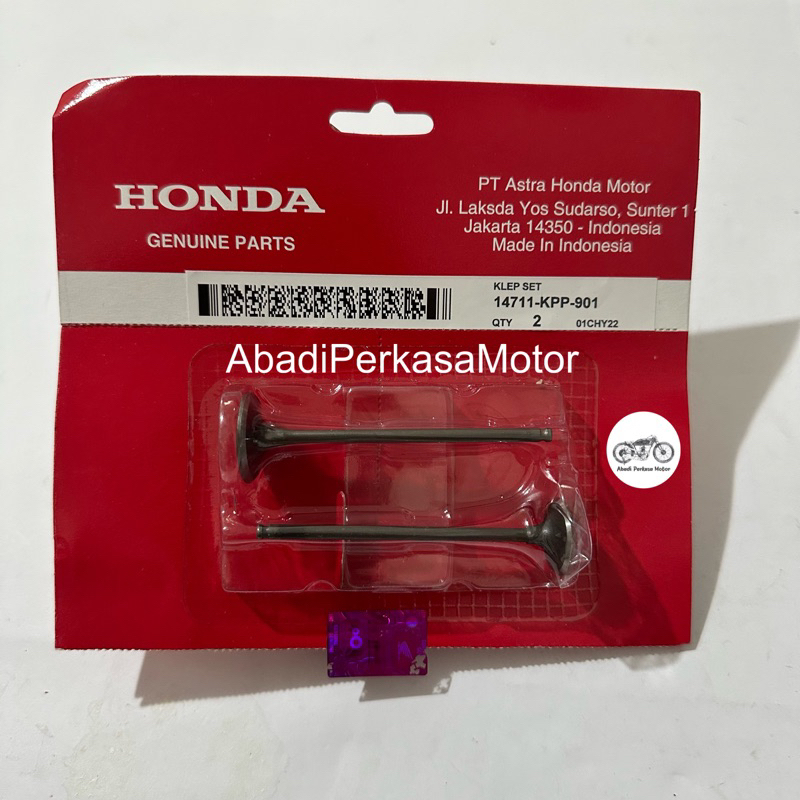 HONDA
GENUINE PARTS
PT Astra Honda Motor
Jl. Laksda Yos Sudarso, Sunter 1
Jakarta 14350 - Indonesia
Made In Indonesia
KLEP SET
14711-KPP-901
QTY 2 01CHY22
AbadiPerkasaMotor
Abadi Perkasa Motor
8